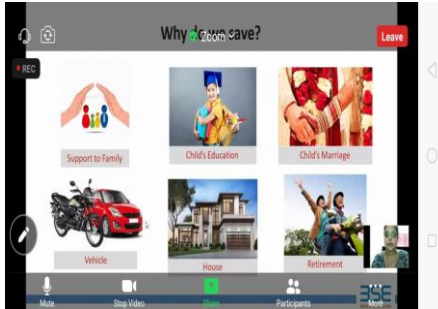 Why do we save?
Zoom
Leave
REC
Support to Family
Child's Education
Child's Marriage
Vehicle
House
Retirement
Mute
Stop Video
Share
Participants
More
BSE